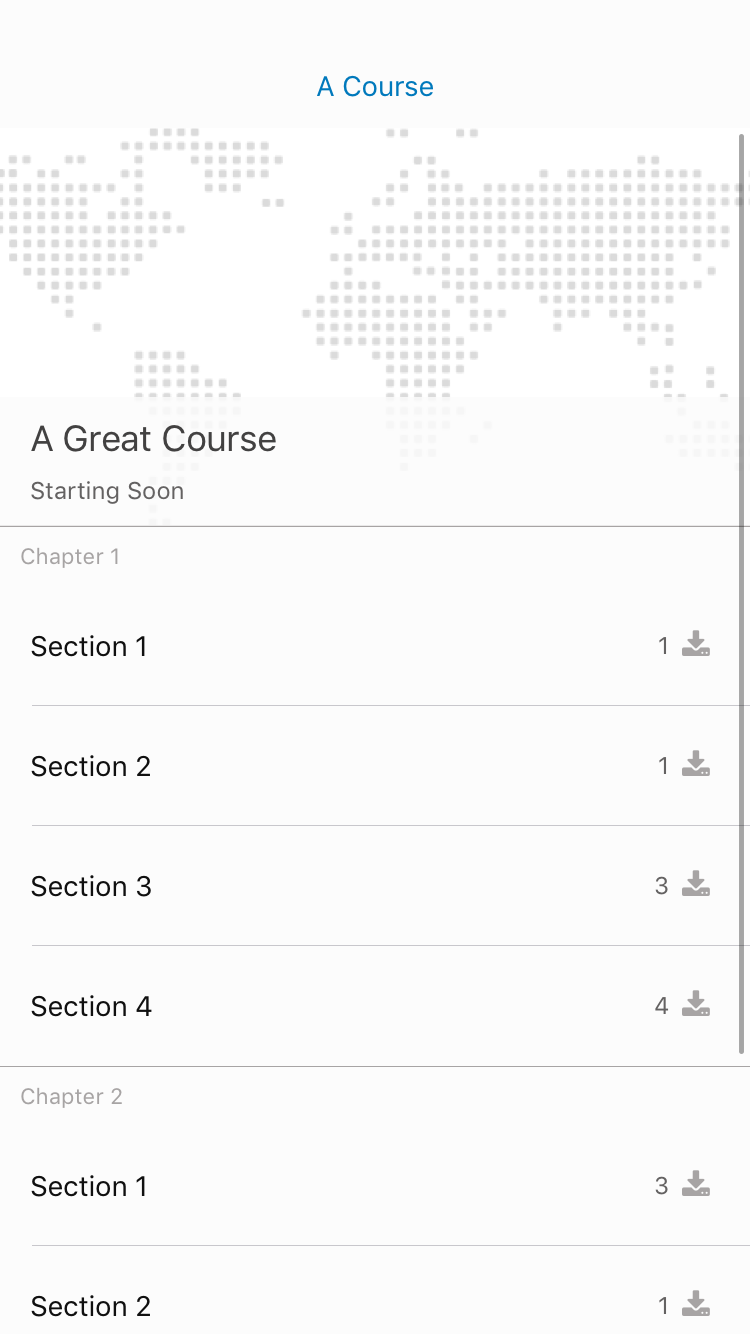 A Course
A Great Course
Starting Soon
Chapter 1
Section 1 1
Section 2 1
Section 3 3
Section 4 4
Chapter 2
Section 1 3
Section 2 1